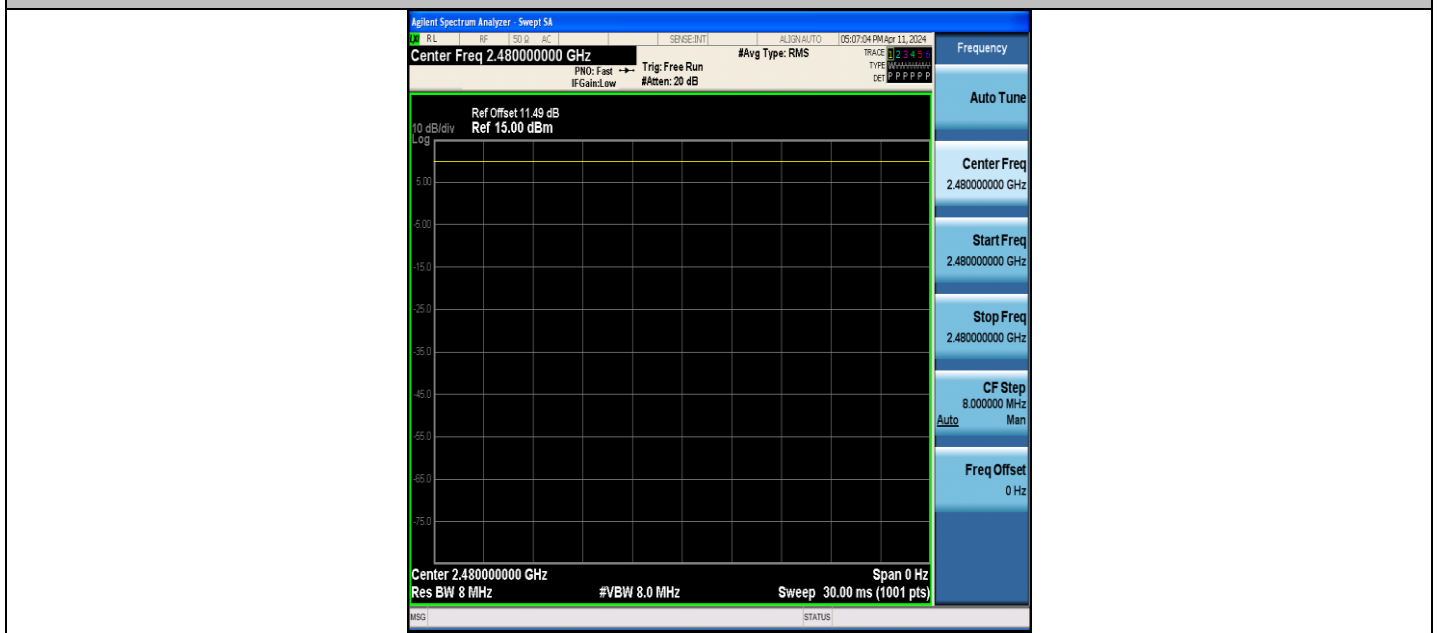 Agilent Spectrum Analyzer - Swept SA
RL RF 50 Ω AC SENSE:INT ALIGN AUTO 05:07:04 PM Apr 11, 2024
Center Freq 2.480000000 GHz
#Avg Type: RMS
TRACE 1 2 3 4 5 6
TYPE
DET P P P P P P
PNO: Fast
IFGain:Low
Trig: Free Run
#Atten: 20 dB
Ref Offset 11.49 dB
10 dB/div Ref 15.00 dBm
Log
5.00
-5.00
-15.0
-25.0
-35.0
-45.0
-55.0
-65.0
-75.0
Center 2.480000000 GHz Span 0 Hz
Res BW 8 MHz #VBW 8.0 MHz Sweep 30.00 ms (1001 pts)
MSG STATUS
Frequency
Auto Tune
Center Freq
2.480000000 GHz
Start Freq
2.480000000 GHz
Stop Freq
2.480000000 GHz
CF Step
8.000000 MHz
Auto Man
Freq Offset
0 Hz